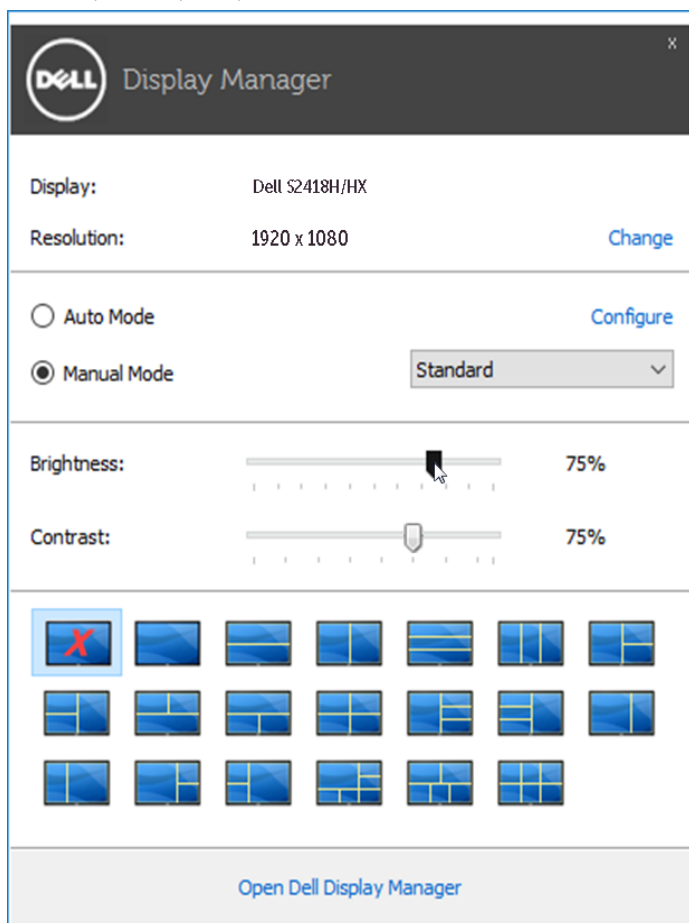 DELL Display Manager x
Display: Dell S2418H/HX
Resolution: 1920 x 1080 Change
Auto Mode Configure
Manual Mode Standard
Brightness: 75%
Contrast: 75%
Open Dell Display Manager